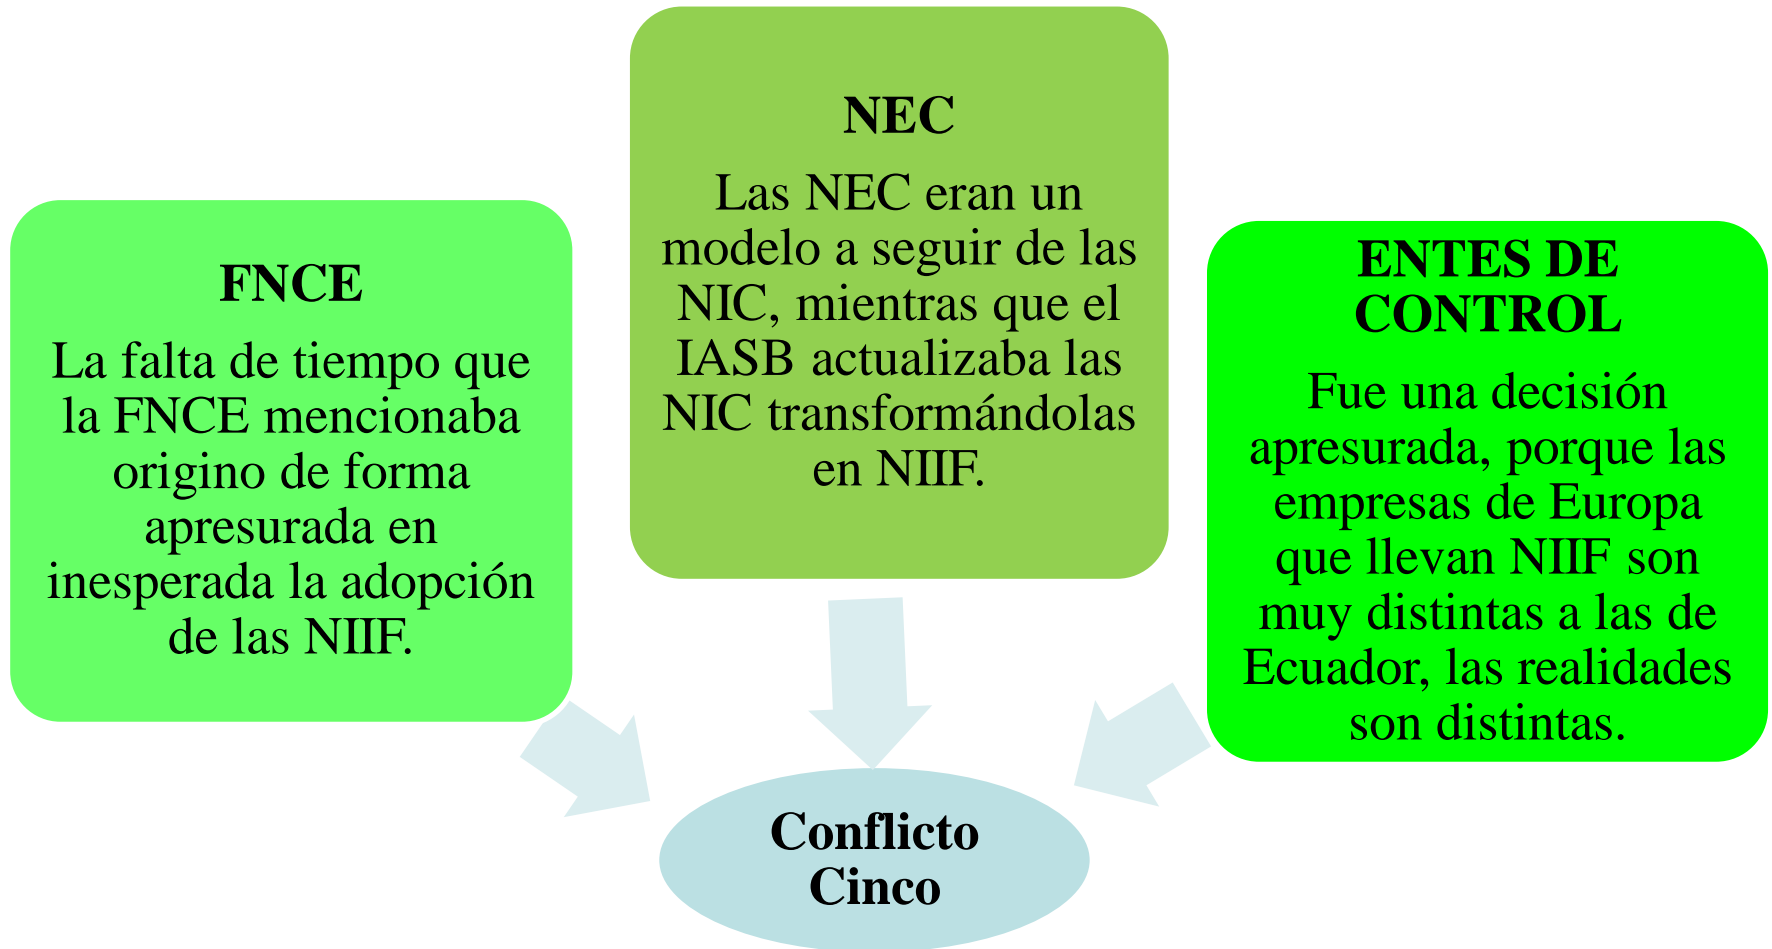 FNCE
La falta de tiempo que
la FNCE mencionaba
origino de forma
apresurada en
inesperada la adopción
de las NIIF.
NEC
Las NEC eran un
modelo a seguir de las
NIC, mientras que el
IASB actualizaba las
NIC transformándolas
en NIIF.
ENTES DE
CONTROL
Fue una decisión
apresurada, porque las
empresas de Europa
que llevan NIIF son
muy distintas a las de
Ecuador, las realidades
son distintas.
Conflicto
Cinco